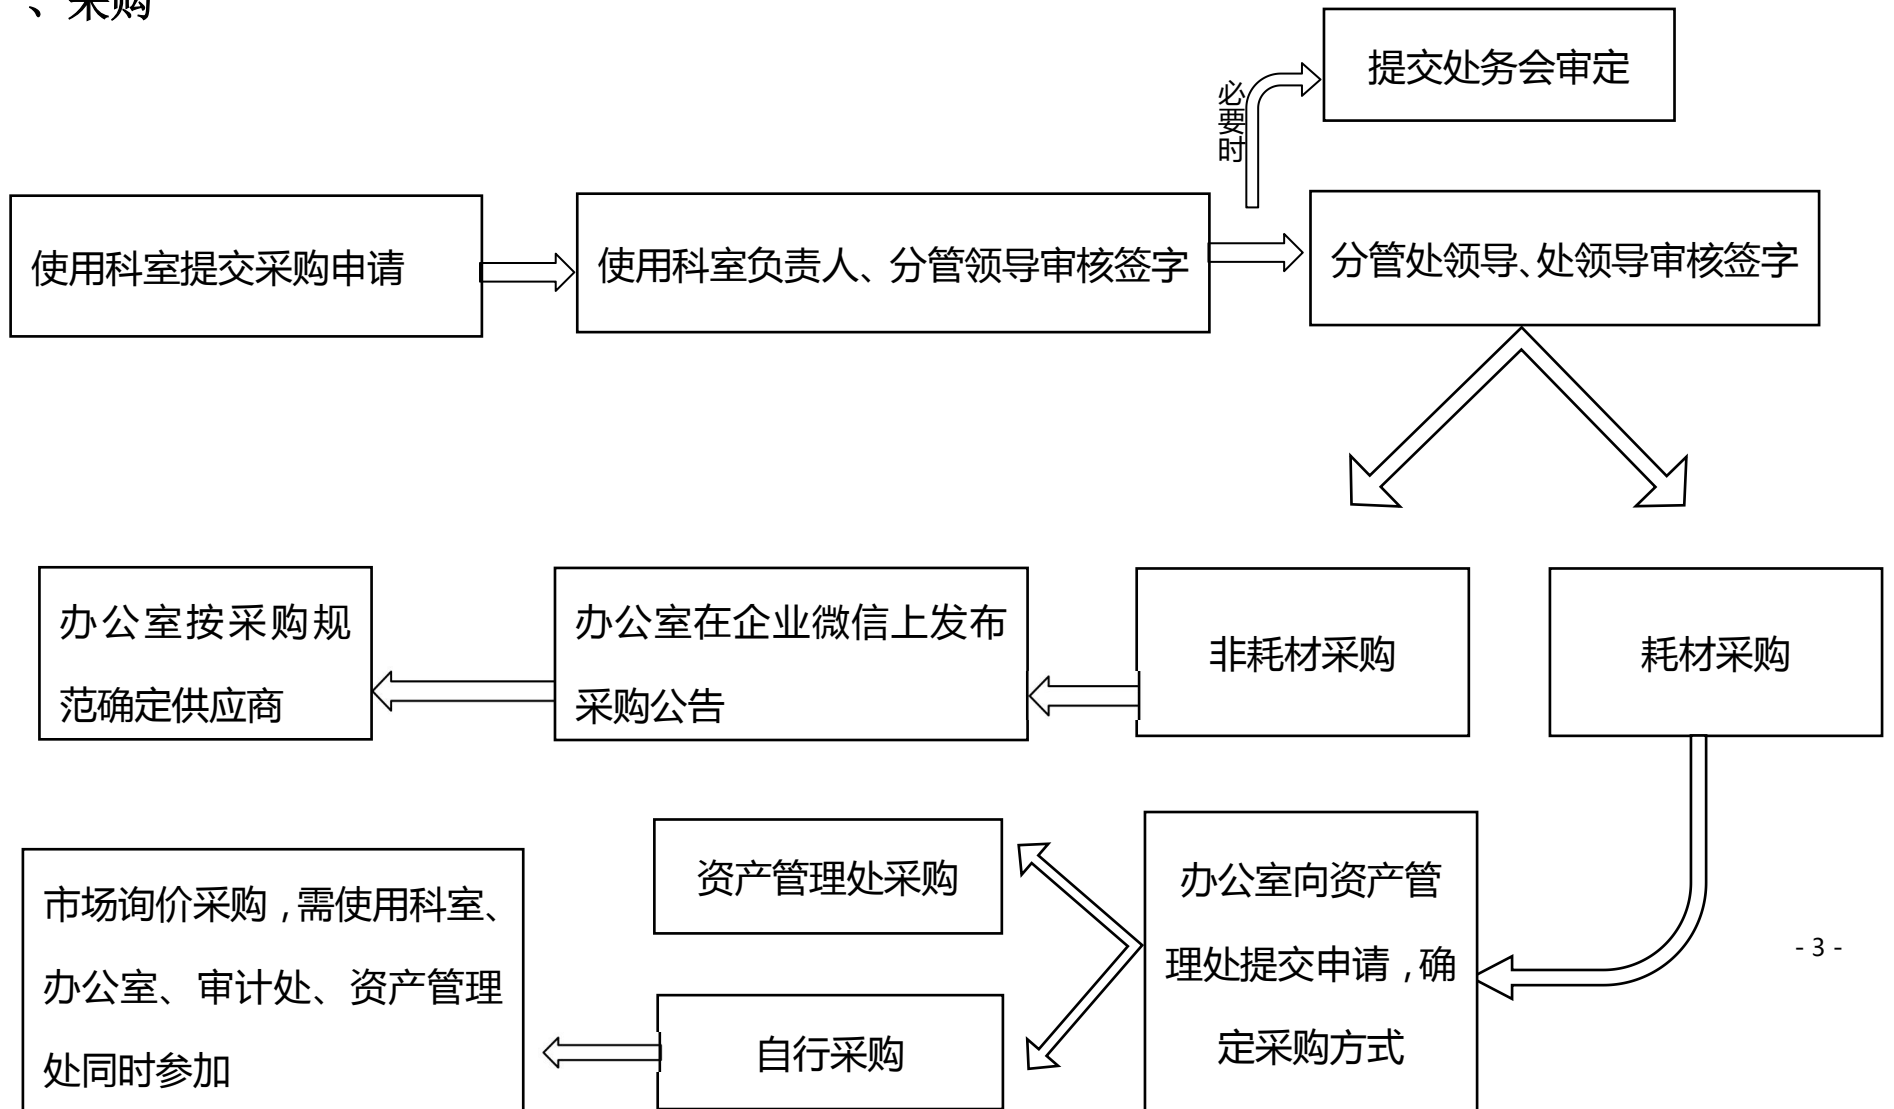 、采购
提交处务会审定
必要时
使用科室提交采购申请
使用科室负责人、分管领导审核签字
分管处领导、处领导审核签字
办公室按采购规
范确定供应商
办公室在企业微信上发布
采购公告
非耗材采购
耗材采购
市场询价采购，需使用科室、
办公室、审计处、资产管理
处同时参加
资产管理处采购
自行采购
办公室向资产管
理处提交申请，确
定采购方式
- 3 -